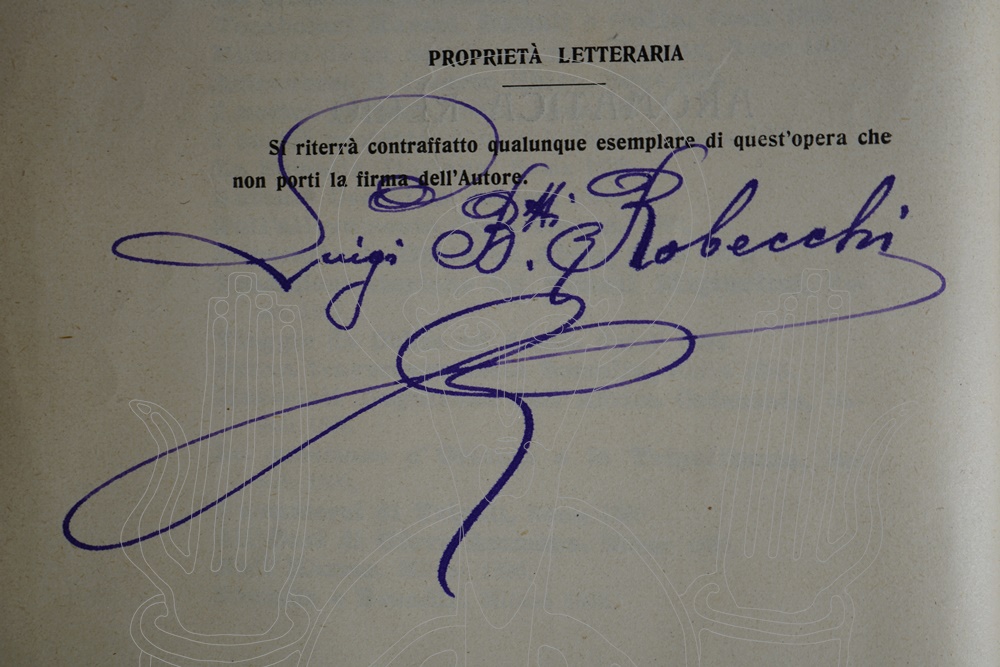 PROPRIETÀ LETTERARIA
Si riterrà contraffatto qualunque esemplare di quest'opera che
non porti la firma dell'Autore.
Luigi B.tti Robecchi